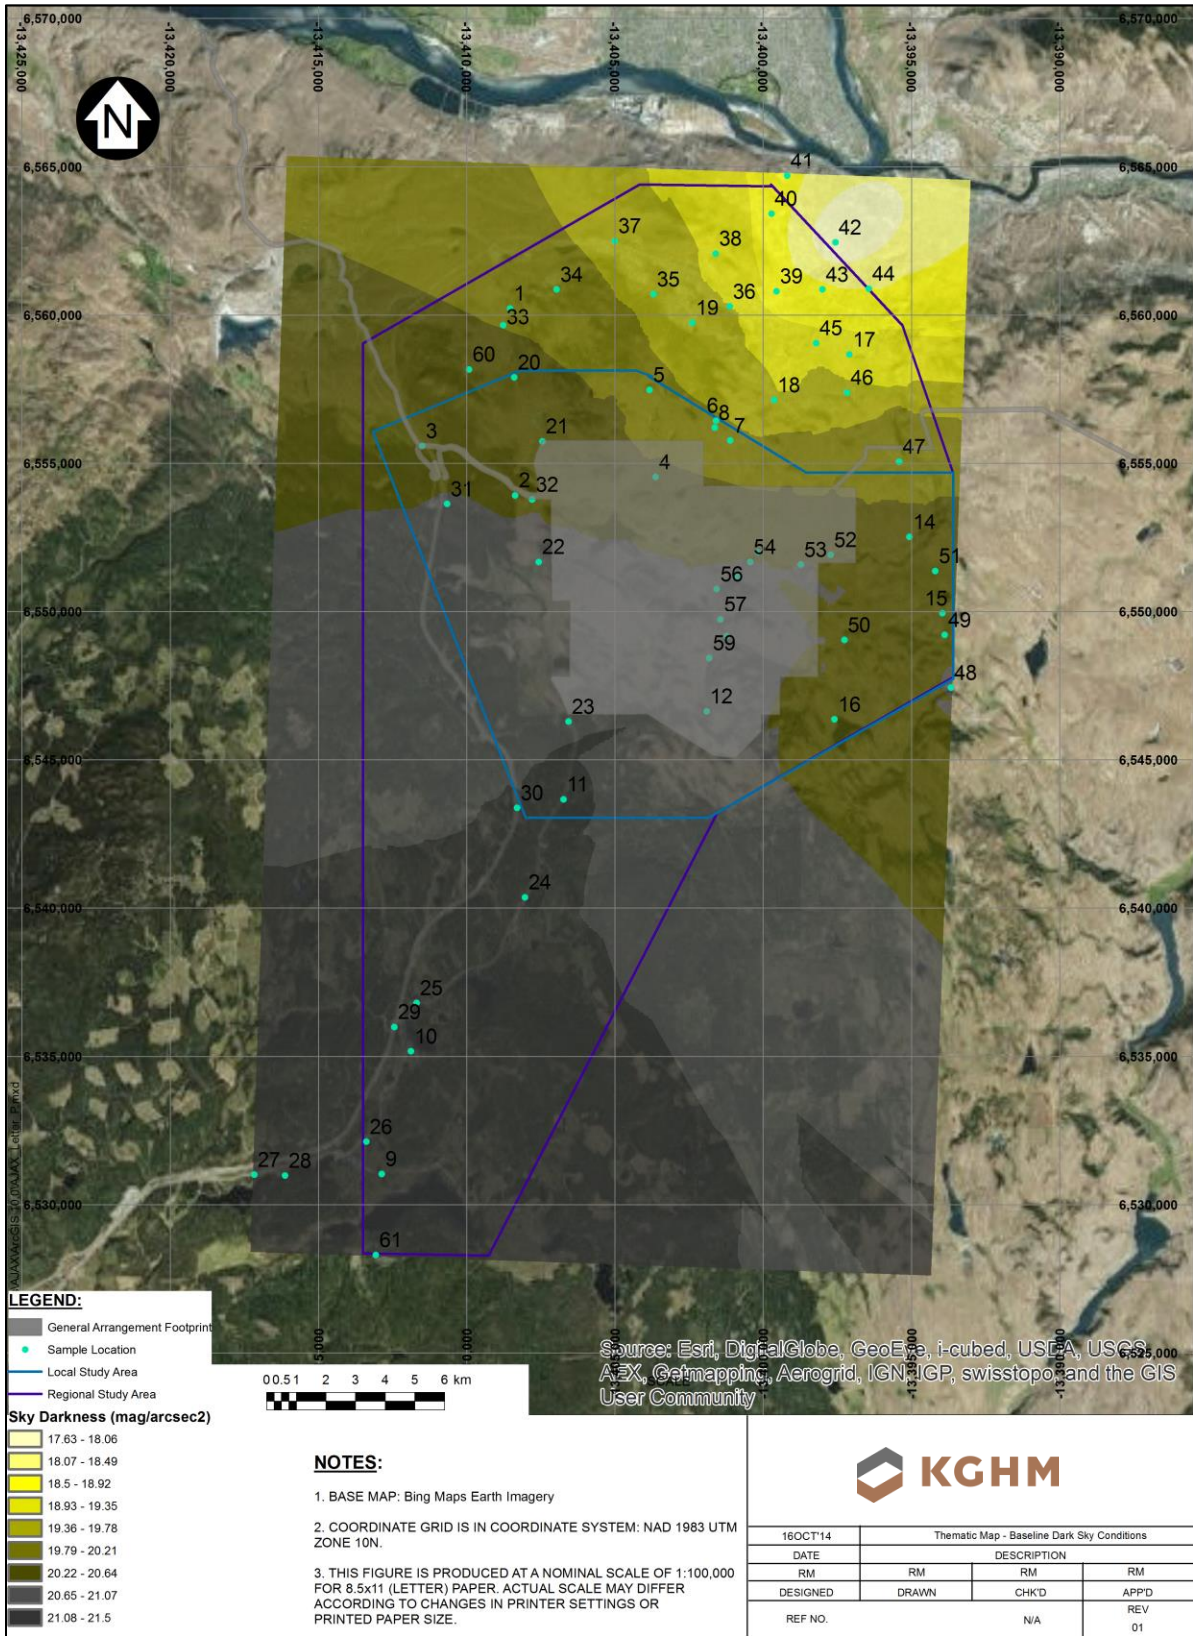 6,570,000
6,570,000
-13,425,000
-13,420,000
-13,415,000
-13,410,000
-13,405,000
-13,400,000
-13,395,000
-13,390,000
N
6,565,000
6,565,000
41
40
42
37
38
34
35
36
39
43
44
1
33
19
6,560,000
6,560,000
45
17
60
20
5
18
46
6
8
7
3
21
47
6,555,000
6,555,000
4
2
32
31
14
22
54
53
52
51
56
15
6,550,000
6,550,000
57
50
49
59
48
12
16
23
6,545,000
6,545,000
30
11
24
6,540,000
6,540,000
25
29
10
6,535,000
6,535,000
26
27
28
9
6,530,000
6,530,000
61
LEGEND:
General Arrangement Footprint
Sample Location
Local Study Area
Regional Study Area
Sky Darkness (mag/arcsec2)
17.63 - 18.06
18.07 - 18.49
18.5 - 18.92
18.93 - 19.35
19.36 - 19.78
19.79 - 20.21
20.22 - 20.64
20.65 - 21.07
21.08 - 21.5
0 0.5 1 2 3 4 5 6 km
Source: Esri, DigitalGlobe, GeoEye, i-cubed, USDA, USGS,
AEX, Getmapping, Aerogrid, IGN, IGP, swisstopo, and the GIS
User Community
NOTES:
1. BASE MAP: Bing Maps Earth Imagery
2. COORDINATE GRID IS IN COORDINATE SYSTEM: NAD 1983 UTM
ZONE 10N.
3. THIS FIGURE IS PRODUCED AT A NOMINAL SCALE OF 1:100,000
FOR 8.5x11 (LETTER) PAPER. ACTUAL SCALE MAY DIFFER
ACCORDING TO CHANGES IN PRINTER SETTINGS OR
PRINTED PAPER SIZE.
KGHM
16OCT'14 Thematic Map - Baseline Dark Sky Conditions
DATE DESCRIPTION
RM RM RM RM
DESIGNED DRAWN CHK'D APP'D
REF NO. N/A REV
01